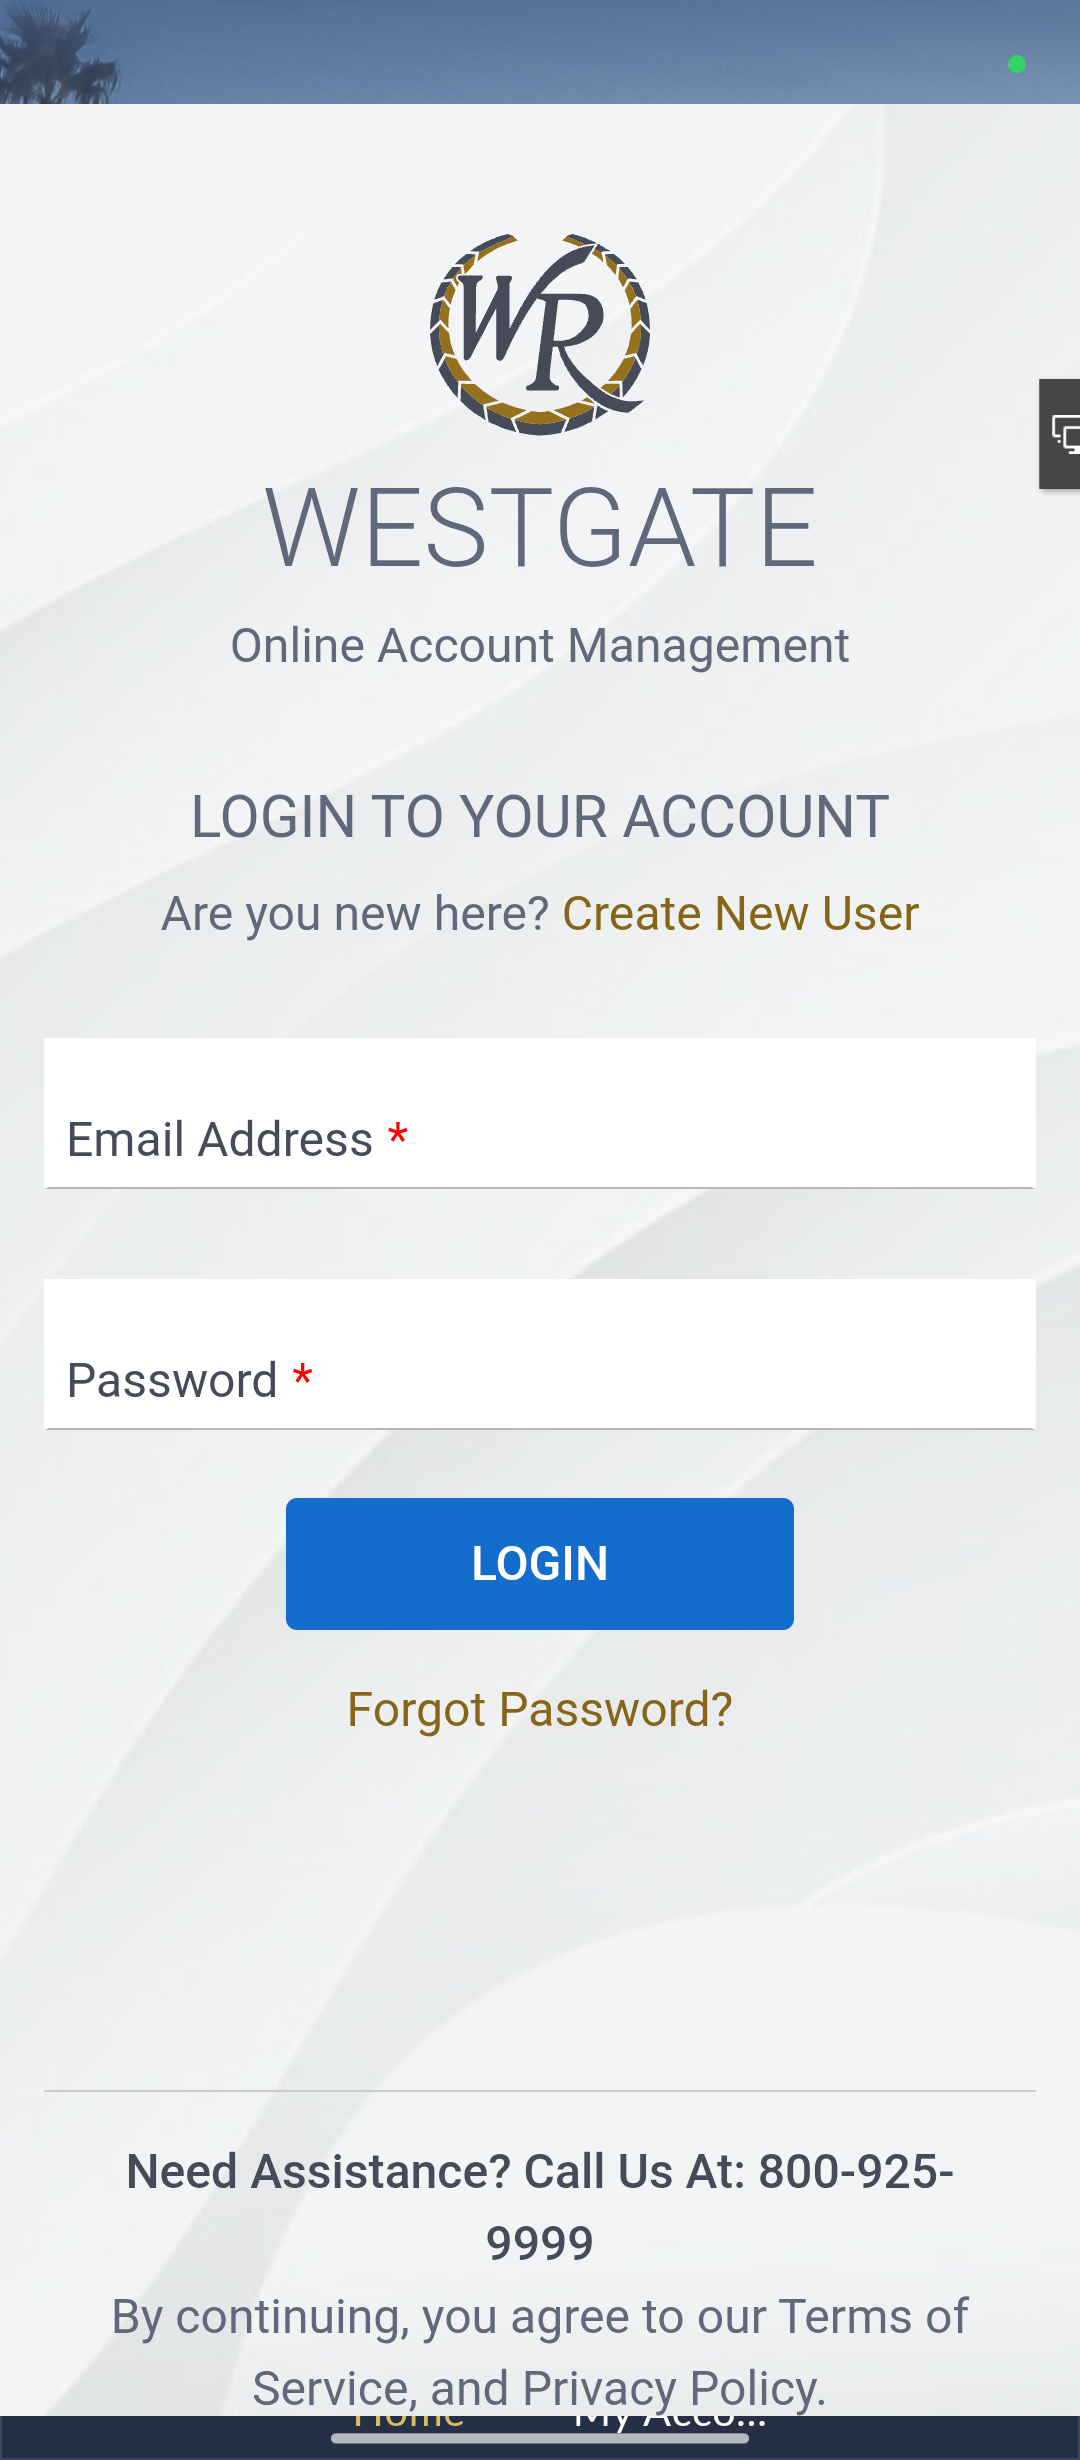 WR
WESTGATE
Online Account Management
LOGIN TO YOUR ACCOUNT
Are you new here? Create New User
Email Address *
Password *
LOGIN
Forgot Password?
Need Assistance? Call Us At: 800-925-
9999
By continuing, you agree to our Terms of
Service, and Privacy Policy.
Home My Acco...